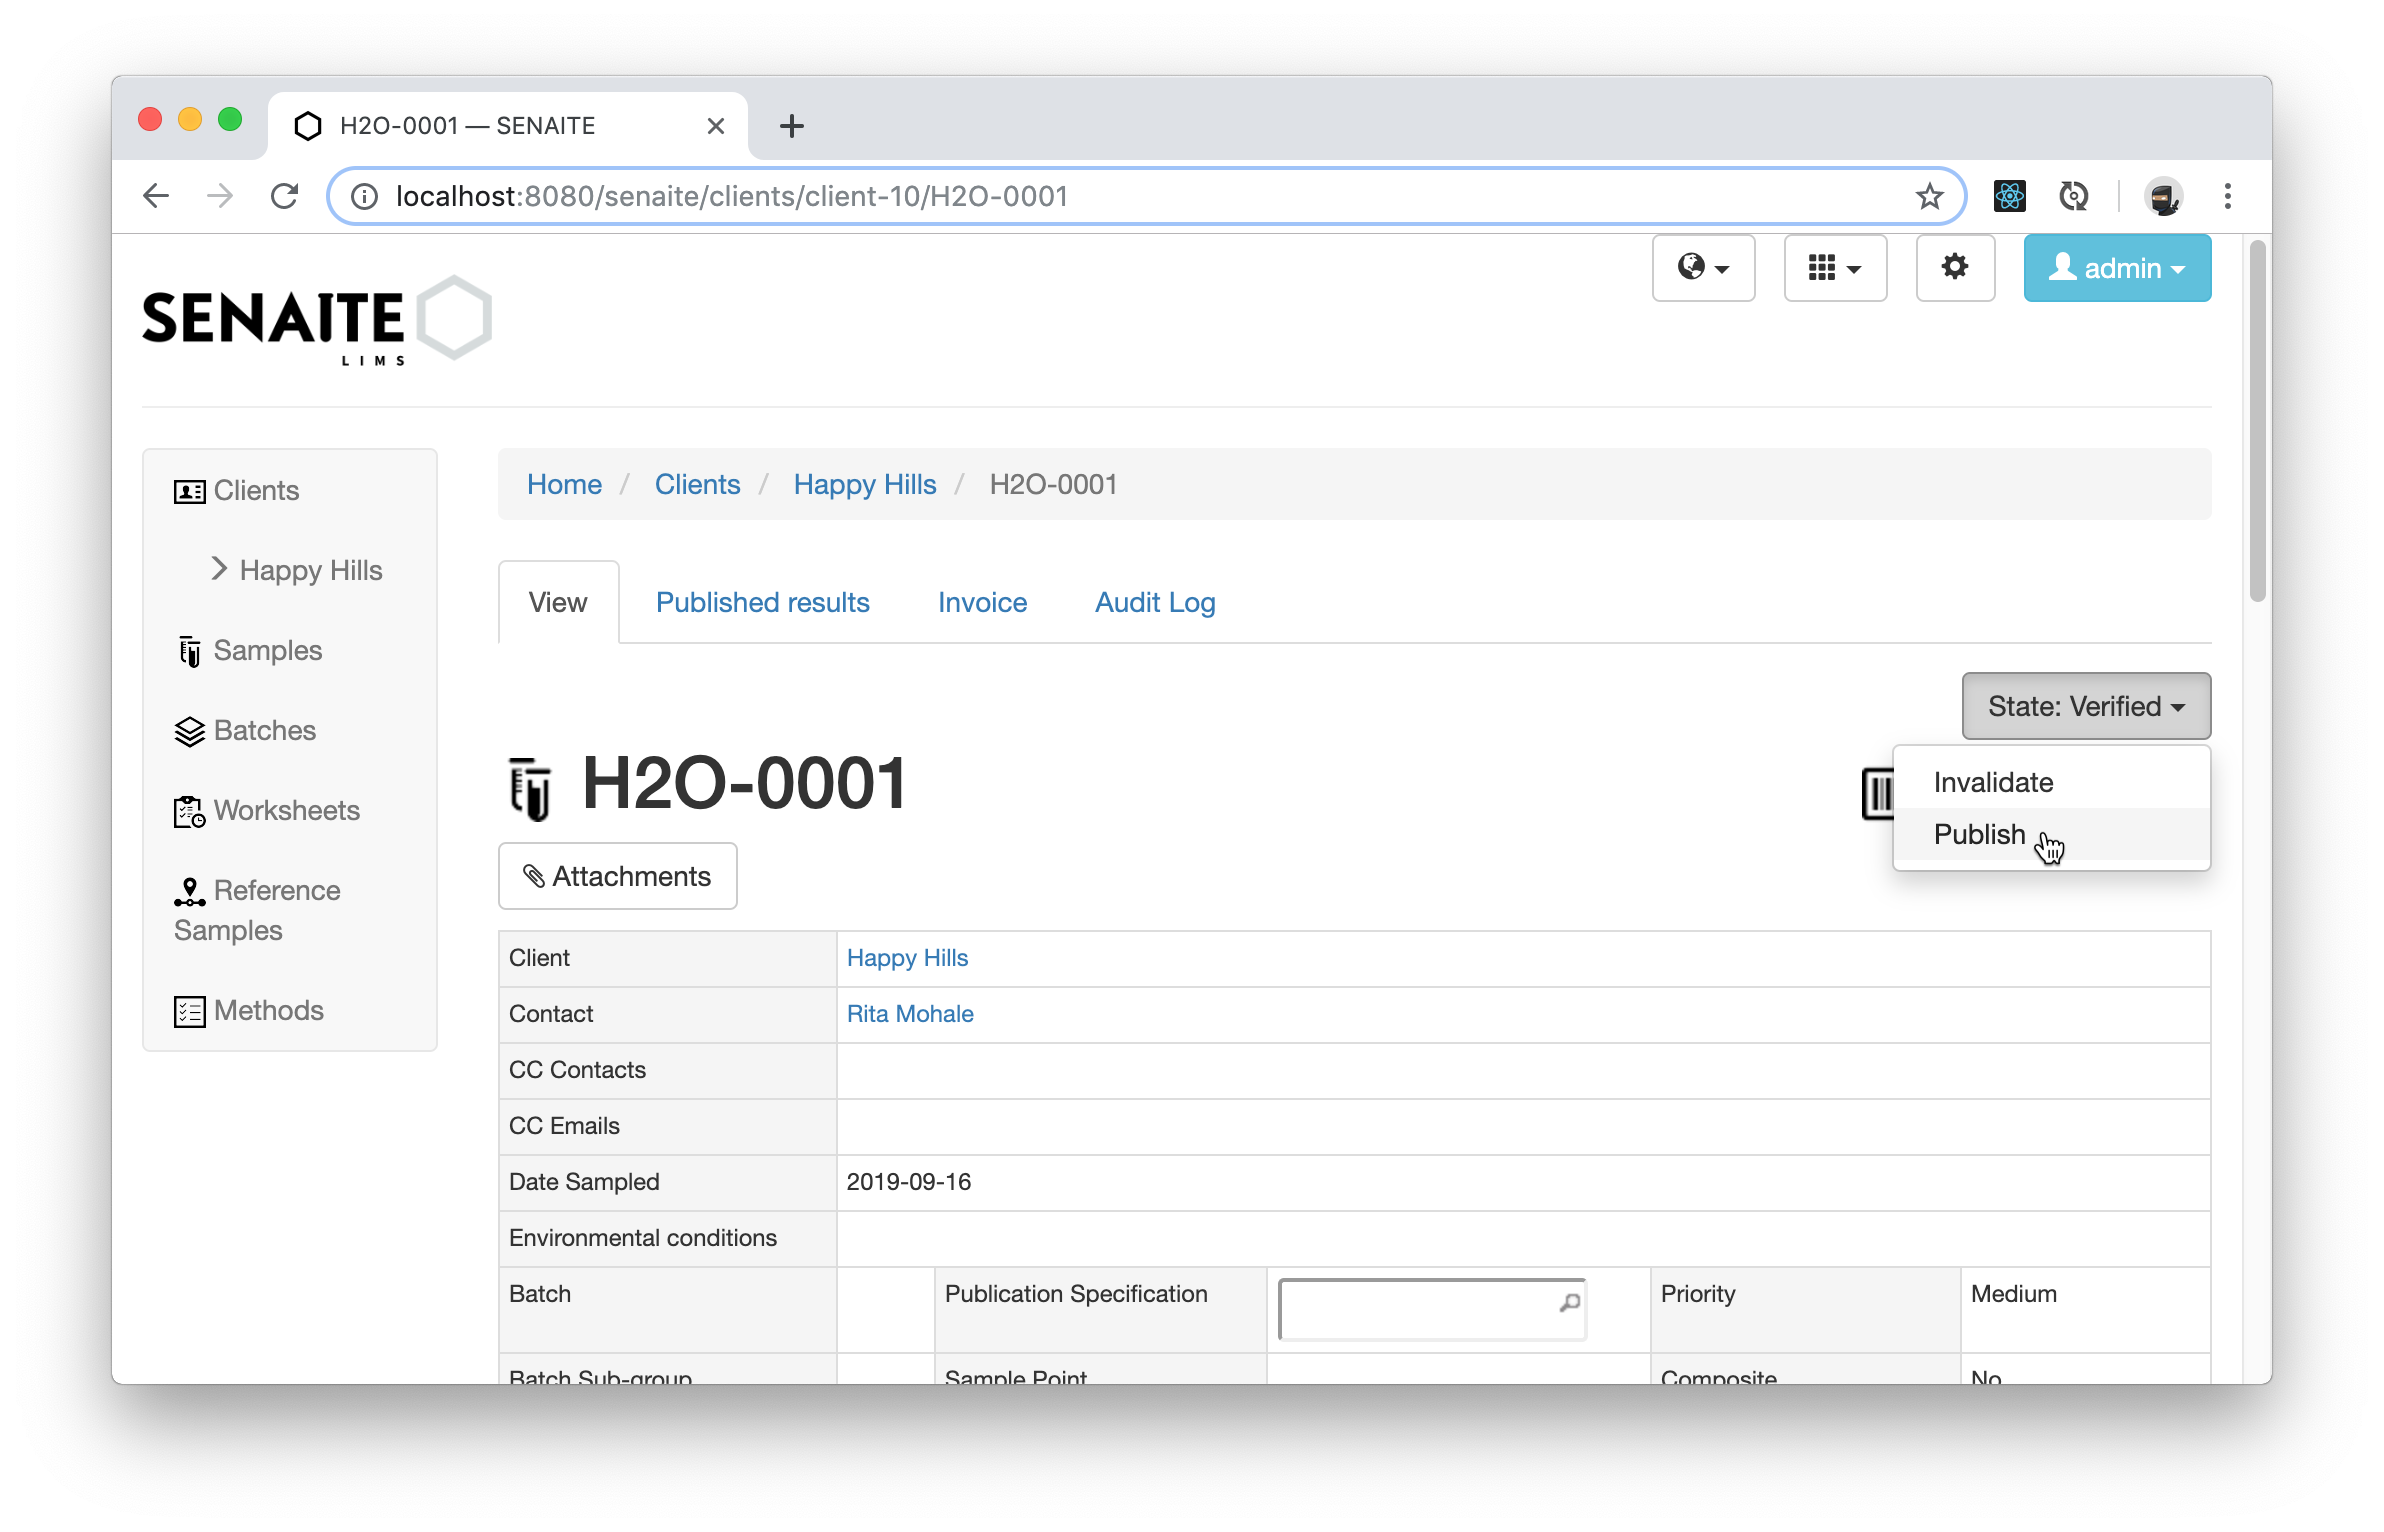 H2O-0001 — SENAITE
localhost:8080/senaite/clients/client-10/H2O-0001
admin
SENAITE
LIMS
Clients
Happy Hills
Samples
Batches
Worksheets
Reference
Samples
Methods
Home / Clients / Happy Hills / H2O-0001
View Published results Invoice Audit Log
State: Verified
Invalidate
Publish
H2O-0001
Attachments
Client Happy Hills
Contact Rita Mohale
CC Contacts
CC Emails
Date Sampled 2019-09-16
Environmental conditions
Batch Publication Specification Priority Medium
Batch Sub-group Sample Point Composite No